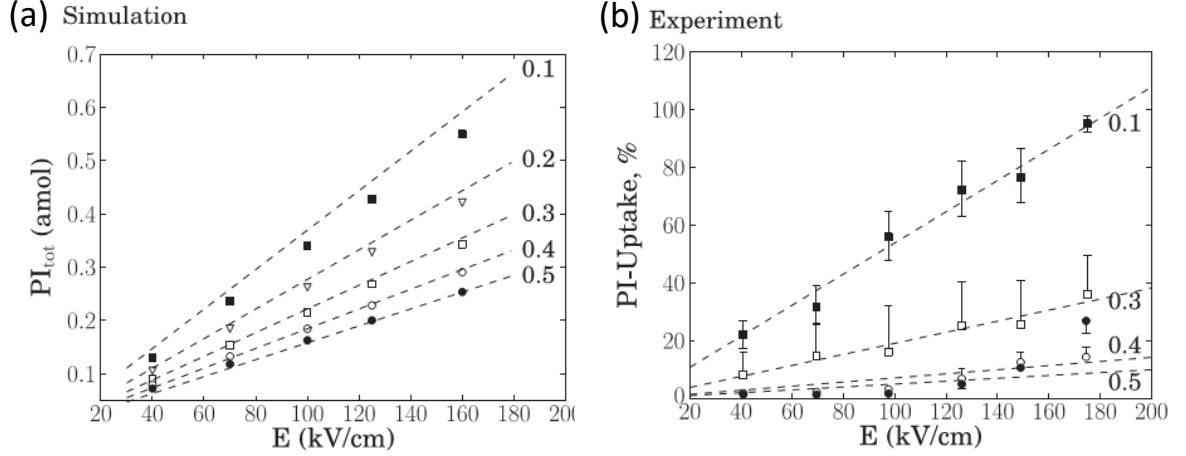 (a) Simulation
PI_tot (amol)
0.7
0.6
0.5
0.4
0.3
0.2
0.1
0.1
0.2
0.3
0.4
0.5
20 40 60 80 100 120 140 160 180 200
E (kV/cm)
(b) Experiment
PI-Uptake, %
120
100
80
60
40
20
0
0.1
0.3
0.4
0.5
20 40 60 80 100 120 140 160 180 200
E (kV/cm)